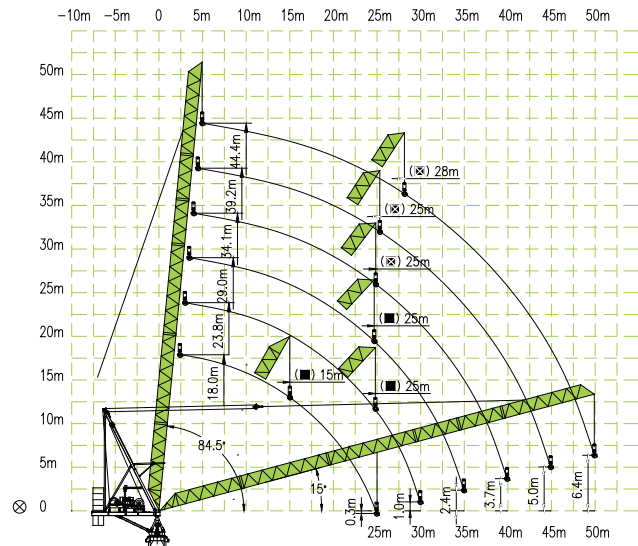 −10m −5m 0 5m 10m 15m 20m 25m 30m 35m 40m 45m 50m
50m
45m
40m
35m
30m
25m
20m
15m
10m
5m
0
44.4m
39.2m
34.1m
29.0m
23.8m
18.0m
(⊠) 28m
(⊠) 25m
(⊠) 25m
(■) 25m
(■) 15m
(■) 25m
84.5°
15°
0.3m
1.0m
2.4m
3.7m
5.0m
6.4m
25m 30m 35m 40m 45m 50m